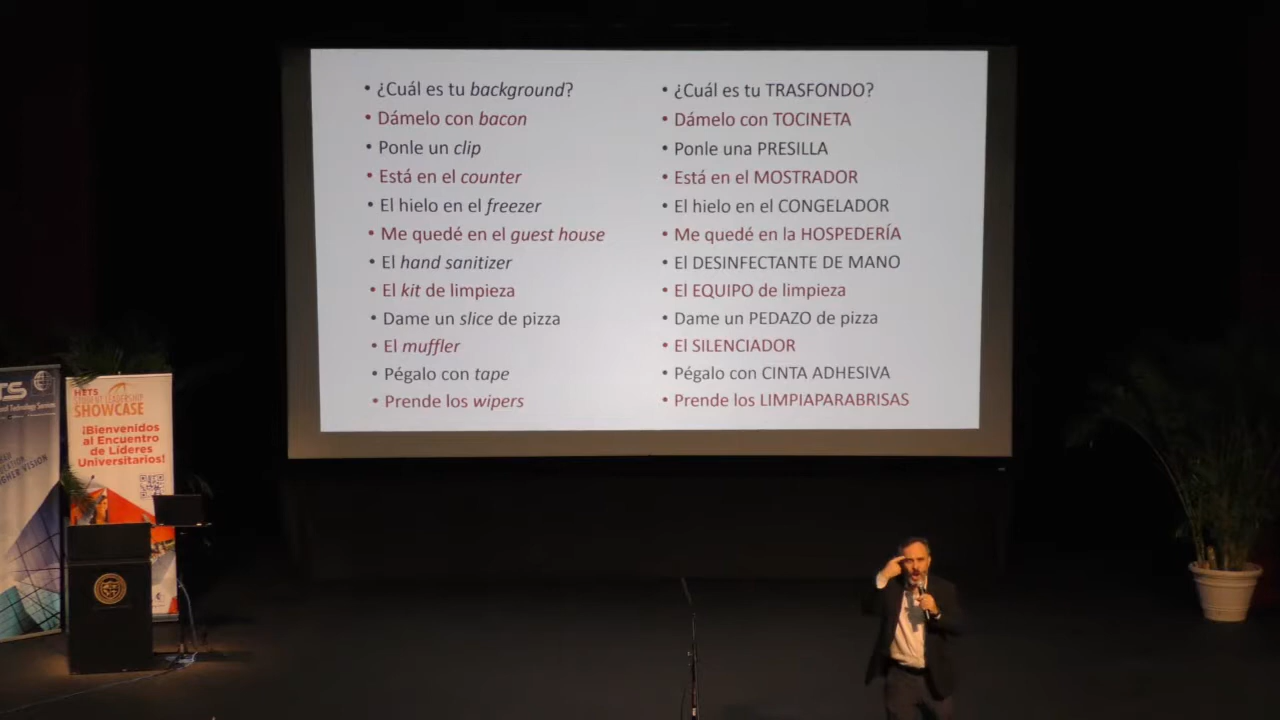 • ¿Cuál es tu background?
• Dámelo con bacon
• Ponle un clip
• Está en el counter
• El hielo en el freezer
• Me quedé en el guest house
• El hand sanitizer
• El kit de limpieza
• Dame un slice de pizza
• El muffler
• Pégalo con tape
• Prende los wipers
• ¿Cuál es tu TRASFONDO?
• Dámelo con TOCINETA
• Ponle una PRESILLA
• Está en el MOSTRADOR
• El hielo en el CONGELADOR
• Me quedé en la HOSPEDERÍA
• El DESINFECTANTE DE MANO
• El EQUIPO de limpieza
• Dame un PEDAZO de pizza
• El SILENCIADOR
• Pégalo con CINTA ADHESIVA
• Prende los LIMPIAPARABRISAS
HETS
STUDENT LEADERSHIP
SHOWCASE
¡Bienvenidos
al Encuentro
de Líderes
Universitarios!